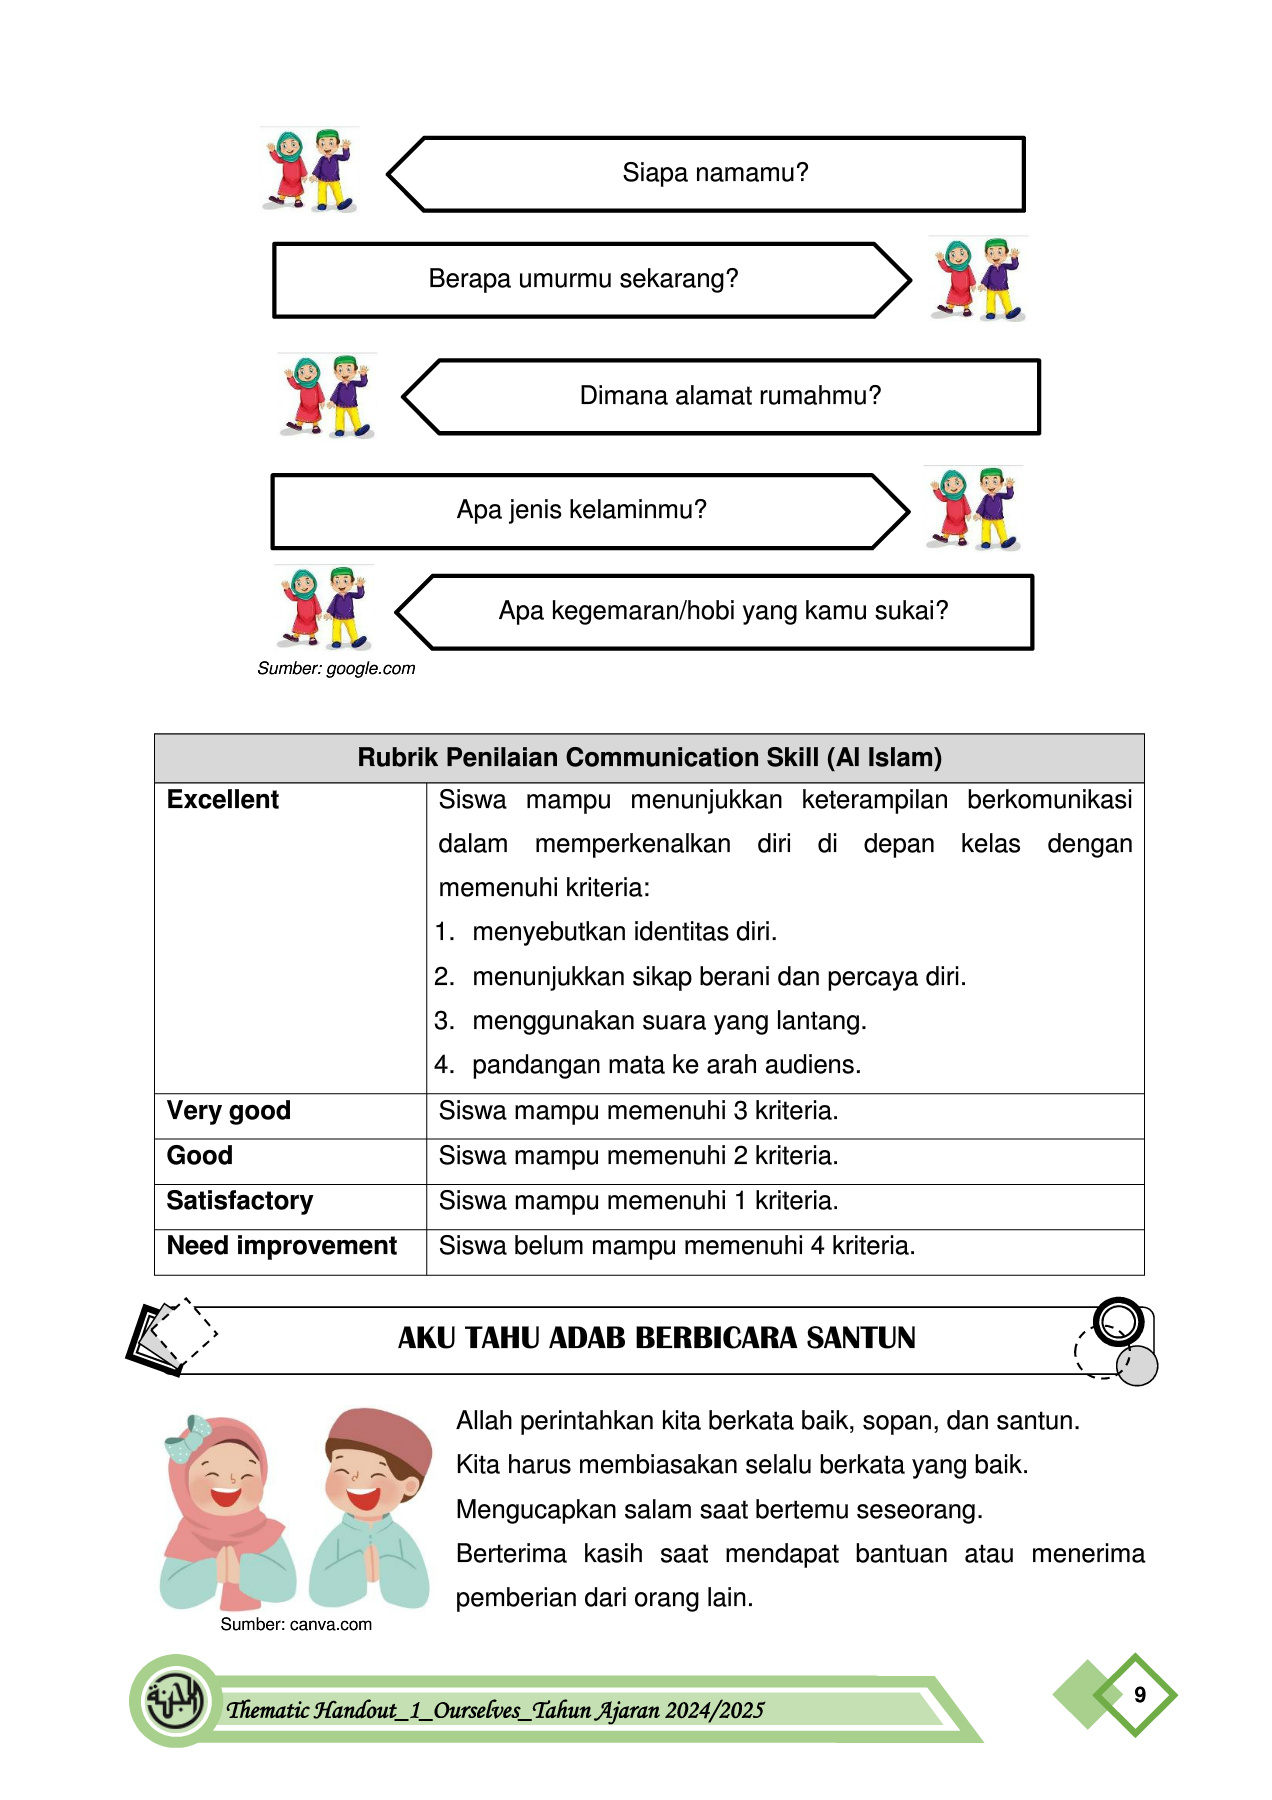 Siapa namamu?
Berapa umurmu sekarang?
Dimana alamat rumahmu?
Apa jenis kelaminmu?
Apa kegemaran/hobi yang kamu sukai?
Sumber: google.com
Rubrik Penilaian Communication Skill (Al Islam)
Excellent
Siswa mampu menunjukkan keterampilan berkomunikasi
dalam memperkenalkan diri di depan kelas dengan
memenuhi kriteria:
1. menyebutkan identitas diri.
2. menunjukkan sikap berani dan percaya diri.
3. menggunakan suara yang lantang.
4. pandangan mata ke arah audiens.
Very good Siswa mampu memenuhi 3 kriteria.
Good Siswa mampu memenuhi 2 kriteria.
Satisfactory Siswa mampu memenuhi 1 kriteria.
Need improvement Siswa belum mampu memenuhi 4 kriteria.
AKU TAHU ADAB BERBICARA SANTUN
Allah perintahkan kita berkata baik, sopan, dan santun.
Kita harus membiasakan selalu berkata yang baik.
Mengucapkan salam saat bertemu seseorang.
Berterima kasih saat mendapat bantuan atau menerima
pemberian dari orang lain.
Sumber: canva.com
Thematic Handout_1_Ourselves_Tahun Ajaran 2024/2025
9